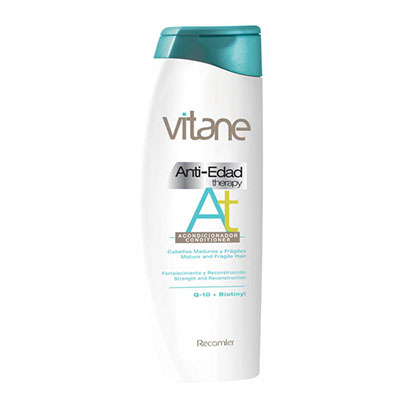 vitane
Anti-Edad
therapy
At
ACONDICIONADOR
CONDITIONER
Cabellos Maduros y Frágiles
Mature and Fragile Hair
Fortalecimiento y Reconstrucción
Strength and Reconstruction
Q-10 + Biotinyl
Recamier